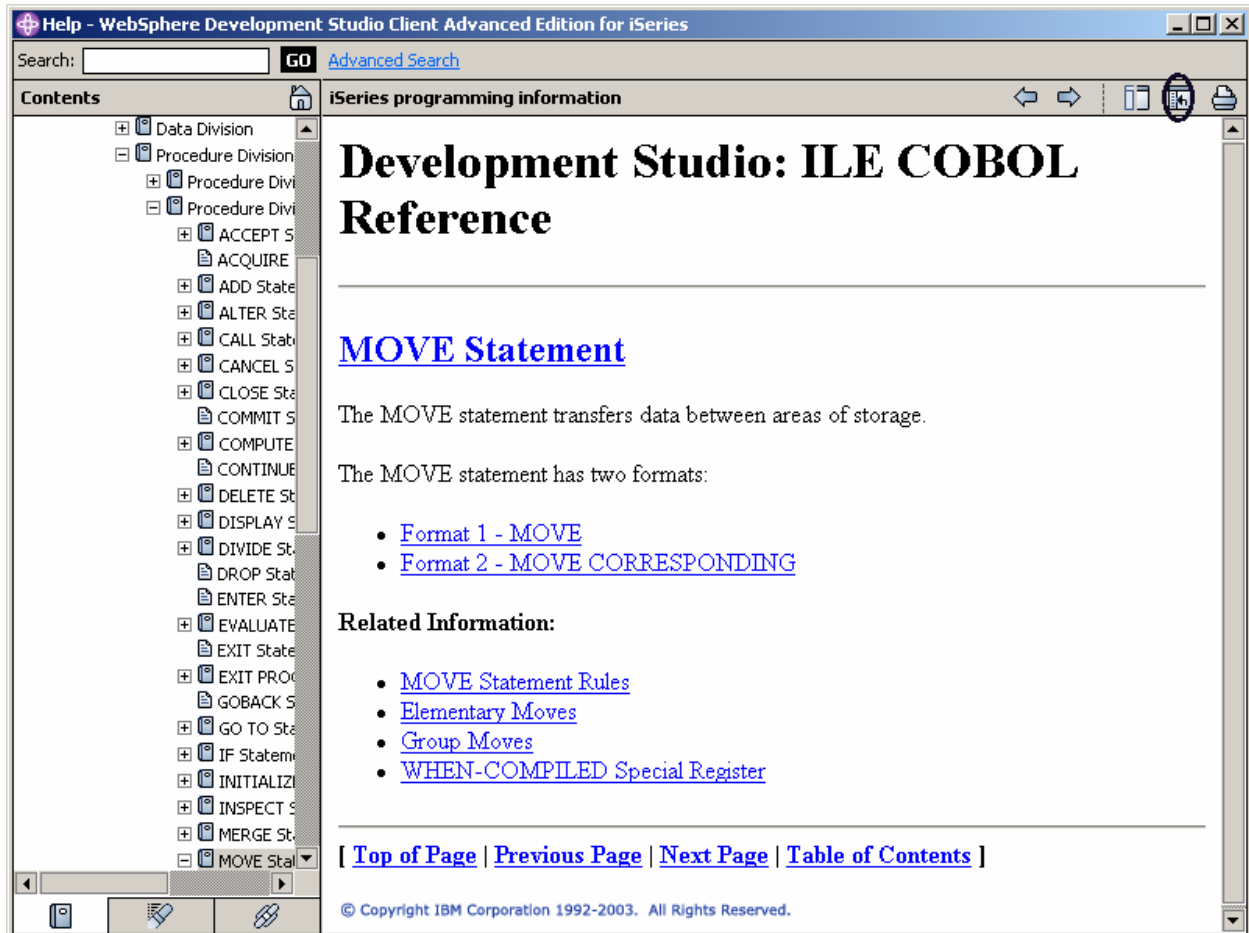 Help - WebSphere Development Studio Client Advanced Edition for iSeries
Search: GO Advanced Search
Contents
iSeries programming information
Data Division
Procedure Division
Procedure Divi
Procedure Divi
ACCEPT S
ACQUIRE
ADD State
ALTER Sta
CALL State
CANCEL S
CLOSE Sta
COMMIT S
COMPUTE
CONTINUE
DELETE St
DISPLAY S
DIVIDE St
DROP Stat
ENTER Sta
EVALUATE
EXIT State
EXIT PROG
GOBACK S
GO TO Sta
IF Stateme
INITIALIZ
INSPECT S
MERGE St
MOVE Stat
Development Studio: ILE COBOL
Reference
MOVE Statement
The MOVE statement transfers data between areas of storage.
The MOVE statement has two formats:
• Format 1 - MOVE
• Format 2 - MOVE CORRESPONDING
Related Information:
• MOVE Statement Rules
• Elementary Moves
• Group Moves
• WHEN-COMPILED Special Register
[ Top of Page | Previous Page | Next Page | Table of Contents ]
© Copyright IBM Corporation 1992-2003. All Rights Reserved.